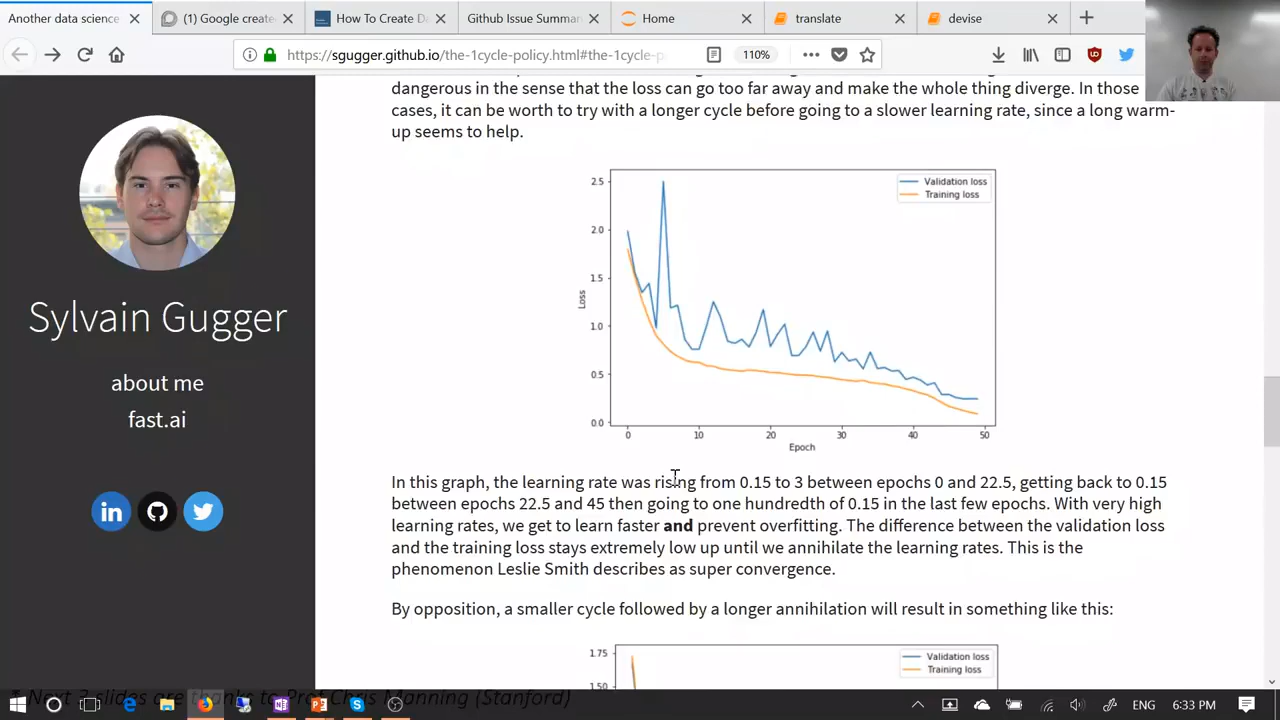 Another data science
(1) Google create
How To Create D
Github Issue Summar
Home
translate
devise
https://sgugger.github.io/the-1cycle-policy.html#the-1cycle-p
110%
dangerous in the sense that the loss can go too far away and make the whole thing diverge. In those
cases, it can be worth to try with a longer cycle before going to a slower learning rate, since a long warm-
up seems to help.
2.5
2.0
1.5
1.0
0.5
0.0
Loss
Validation loss
Training loss
0 10 20 30 40 50
Epoch
Sylvain Gugger
about me
fast.ai
in
In this graph, the learning rate was rising from 0.15 to 3 between epochs 0 and 22.5, getting back to 0.15
between epochs 22.5 and 45 then going to one hundredth of 0.15 in the last few epochs. With very high
learning rates, we get to learn faster and prevent overfitting. The difference between the validation loss
and the training loss stays extremely low up until we annihilate the learning rates. This is the
phenomenon Leslie Smith describes as super convergence.
By opposition, a smaller cycle followed by a longer annihilation will result in something like this:
1.75
1.50
Validation loss
Training loss
* Next 3 slides are thanks to Prof Chris Manning (Stanford)
ENG
6:33 PM